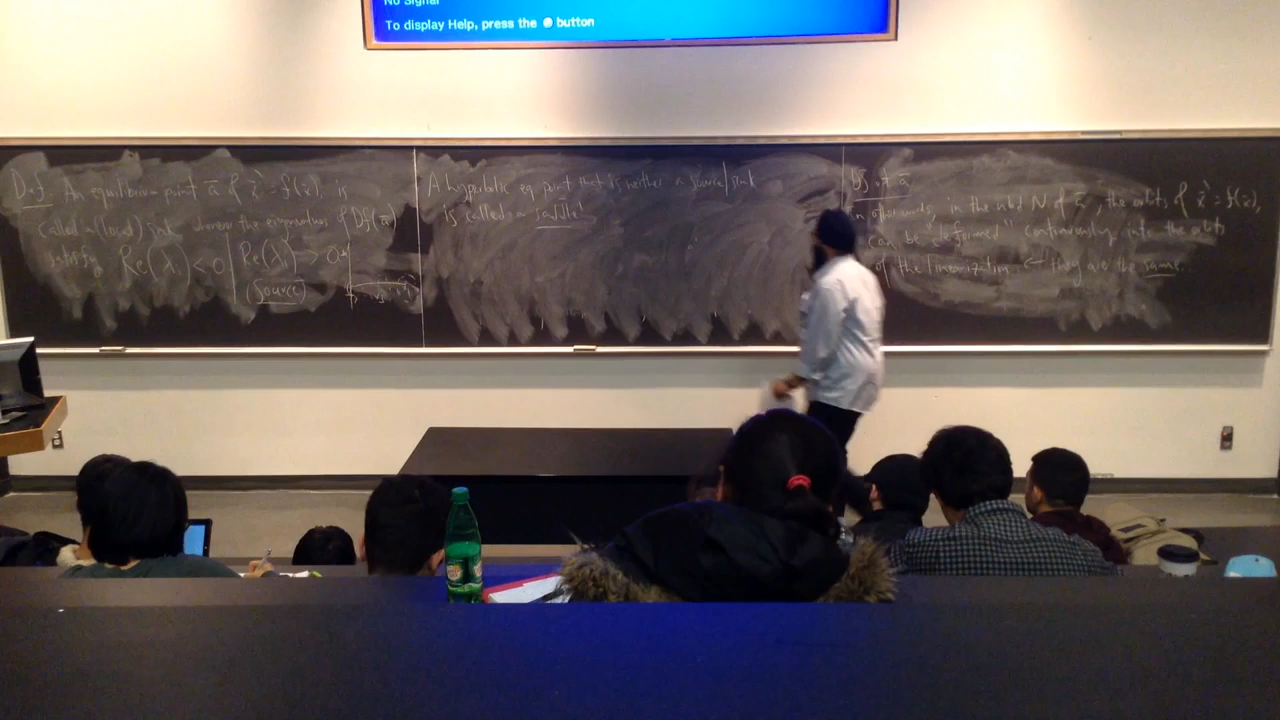 No Signal
To display Help, press the button
Def. An equilibrium point ā of ẋ = f(x), is
called a (local) sink whenever the eigenvalues of Df(ā)
satisfy Re(λi) < 0 Re(λi) > 0
(Source)
A hyperbolic eq point that is neither a source/sink
is called a saddle!
in other words, in the nbd N of ā, the orbits of ẋ = f(x),
can be "deformed" continuously into the orbits
of the linearization. ← they are the same.